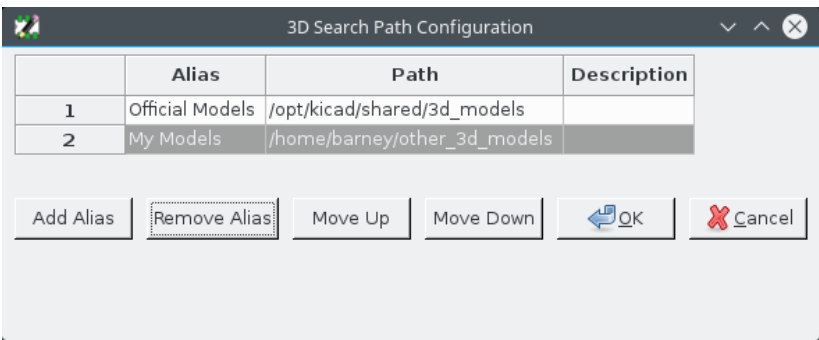 3D Search Path Configuration
Alias Path Description
1 Official Models /opt/kicad/shared/3d_models
2 My Models /home/barney/other_3d_models
Add Alias Remove Alias Move Up Move Down OK Cancel